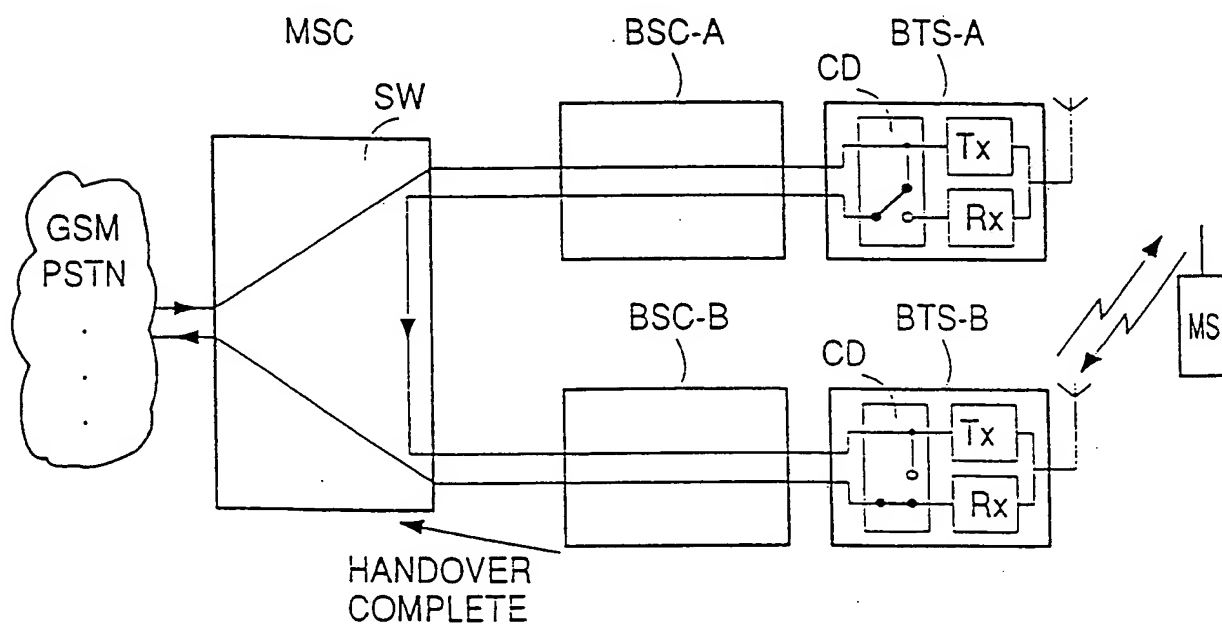 MSC
BSC-A
BTS-A
SW
CD
Tx
Rx
GSM
PSTN
.
.
.
MS
BSC-B
BTS-B
CD
Tx
Rx
HANDOVER
COMPLETE